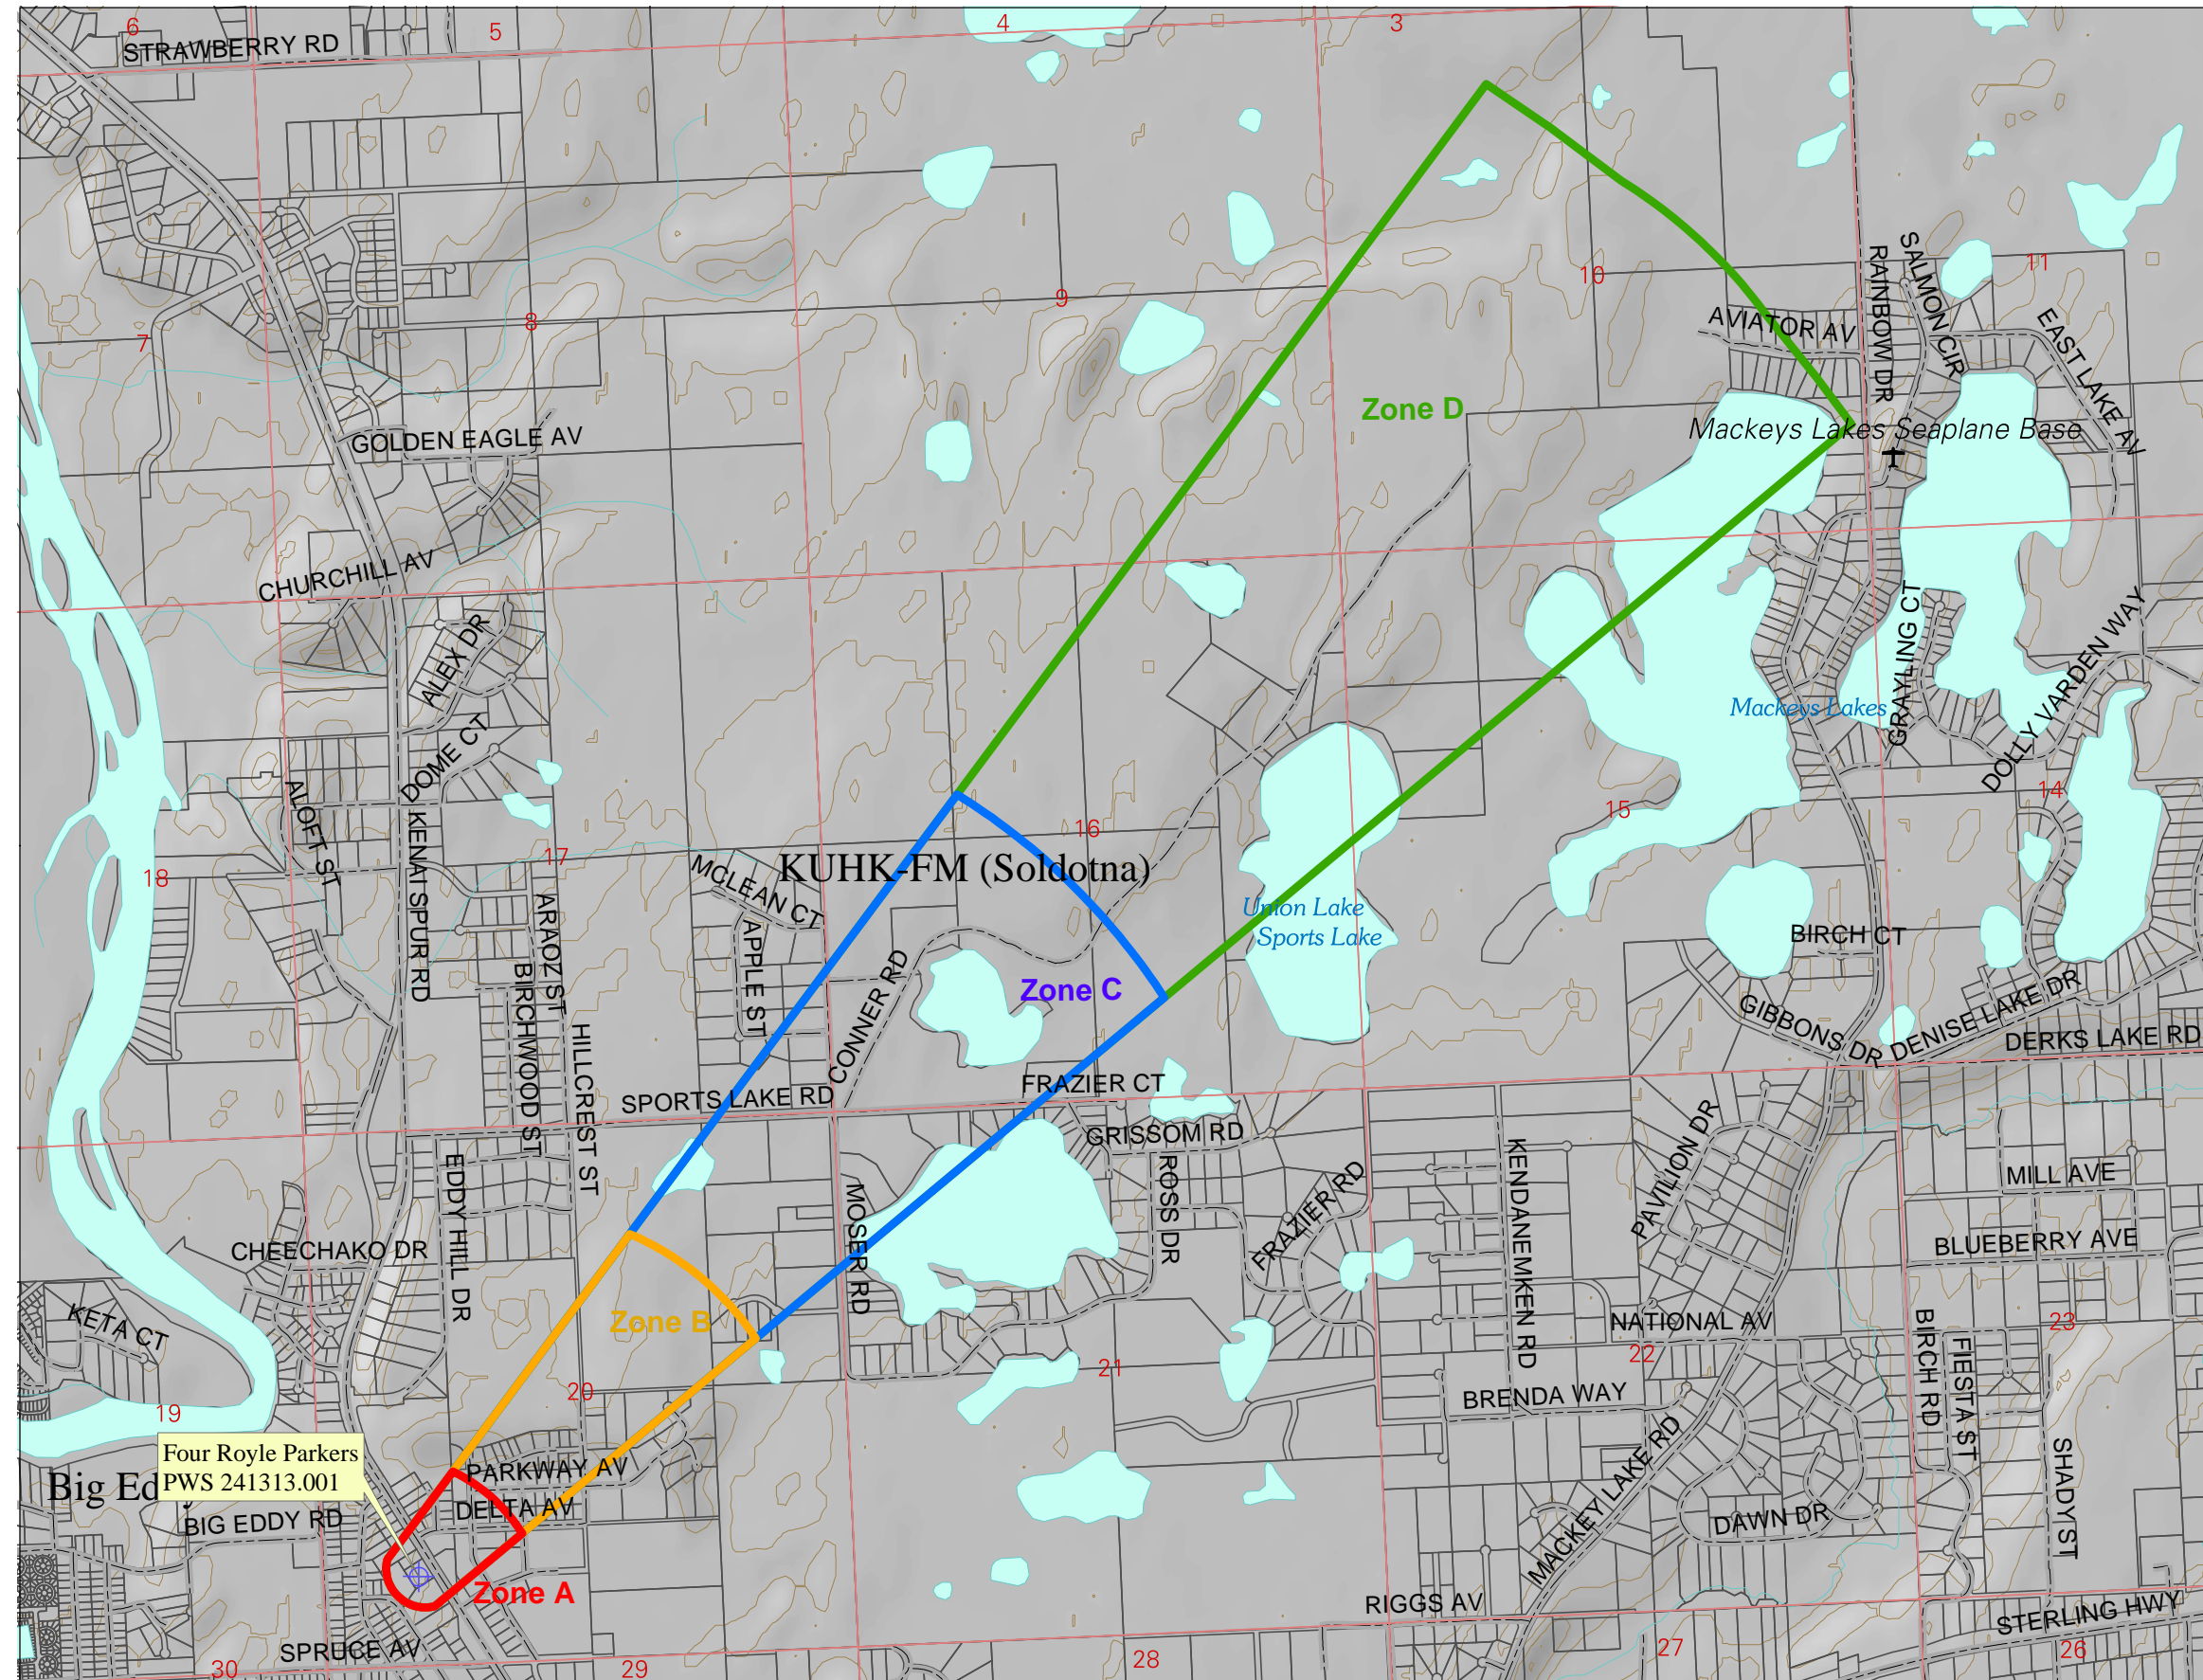 6
5
4
3
STRAWBERRY RD
7
8
9
10
11
AVIATOR AV
RAINBOW DR
SALMON CIR
EAST LAKE AV
Zone D
Mackeys Lakes Seaplane Base
GOLDEN EAGLE AV
CHURCHILL AV
ALEX DR
DOME CT
GRAYLING CT
DOLLY VARDEN WAY
Mackeys Lakes
ALOFT ST
KENAI SPUR RD
18
17
16
15
14
KUHK-FM (Soldotna)
MCLEAN CT
APPLE ST
ARAOZ ST
BIRCHWOOD ST
HILLCREST ST
CONNER RD
Union Lake
Sports Lake
Zone C
BIRCH CT
GIBBONS DR
DENISE LAKE DR
DERKS LAKE RD
SPORTS LAKE RD
FRAZIER CT
GRISSOM RD
ROSS DR
FRAZIER RD
KENDANEMKEN RD
PAVILION DR
MILL AVE
BLUEBERRY AVE
EDDY HILL DR
CHEECHAKO DR
MOSER RD
KETA CT
Zone B
NATIONAL AV
BIRCH RD
FIESTA ST
19
20
21
22
23
BRENDA WAY
MACKEY LAKE RD
SHADY ST
Four Royle Parkers
PWS 241313.001
Big Ed
BIG EDDY RD
PARKWAY AV
DELTA AV
DAWN DR
Zone A
RIGGS AV
STERLING HWY
SPRUCE AV
30
29
28
27
26